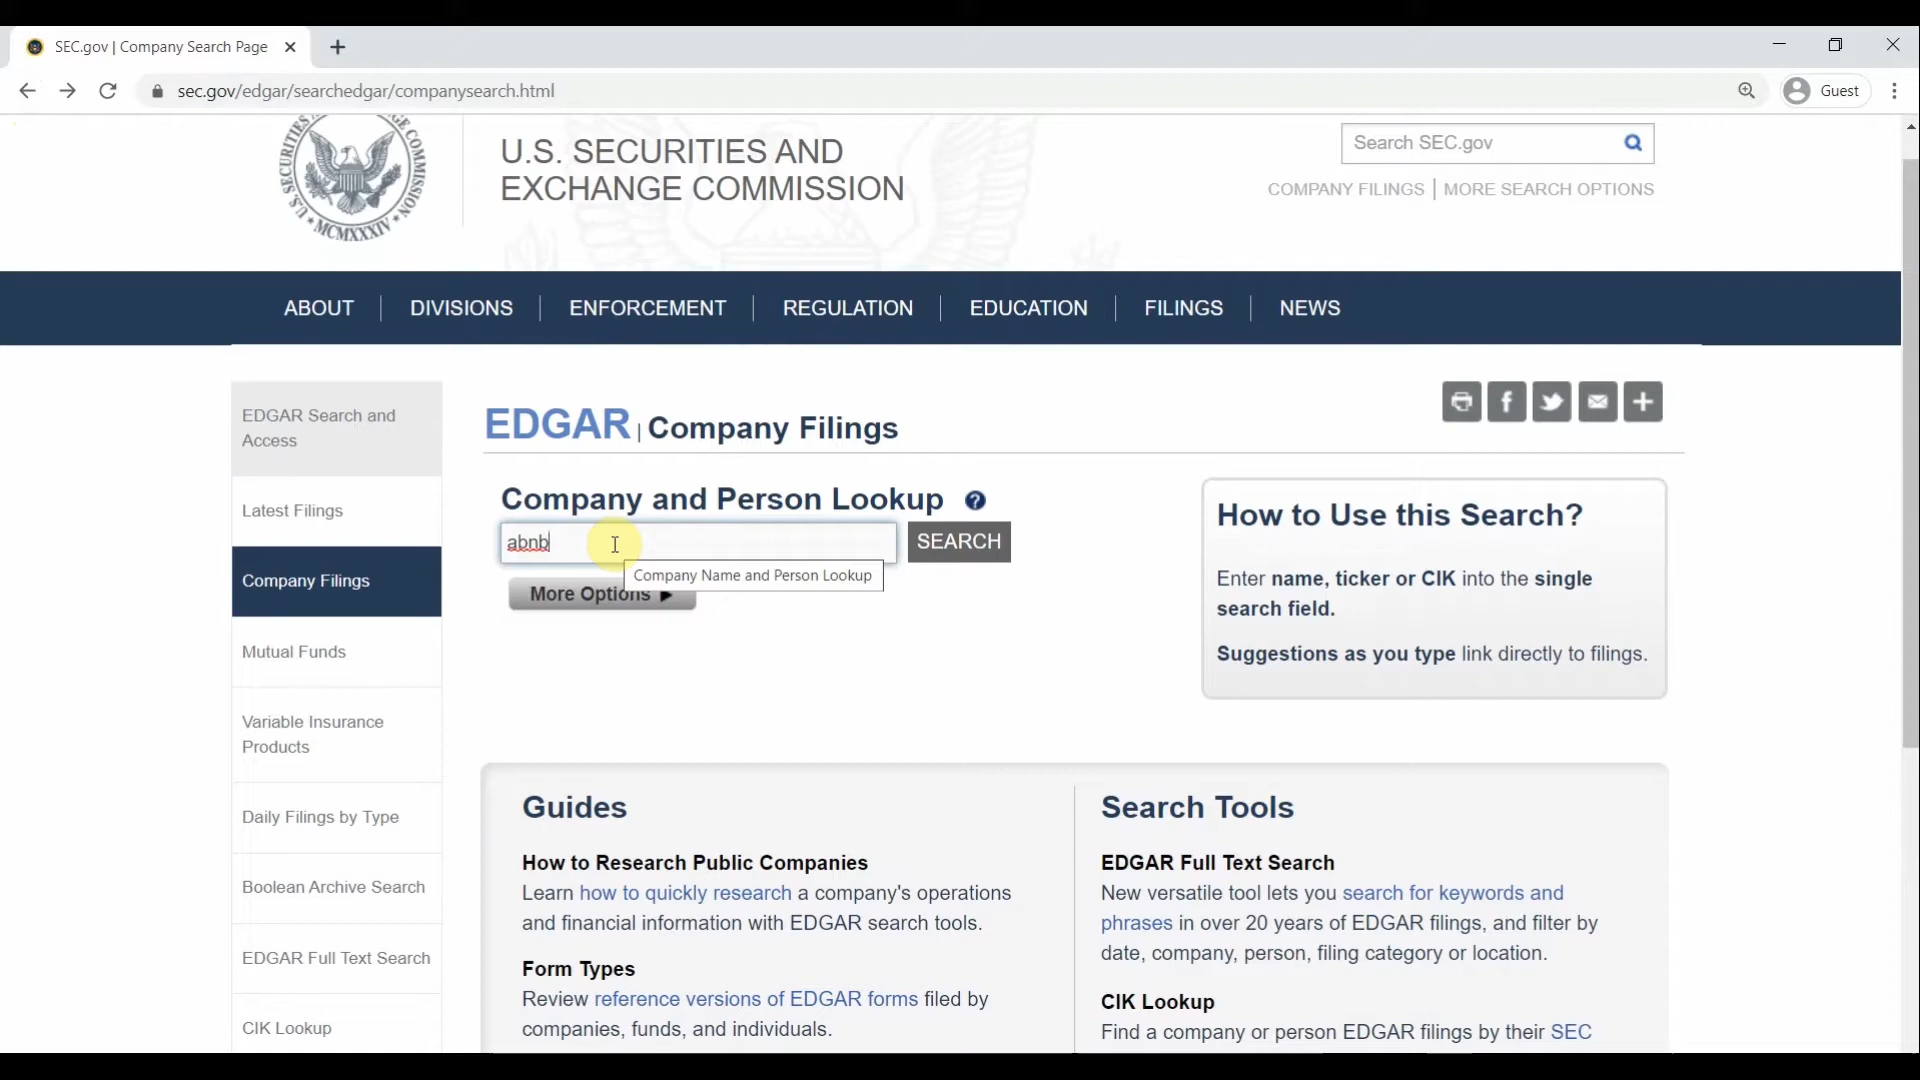 SEC.gov | Company Search Page
sec.gov/edgar/searchedgar/companysearch.html
Guest
MCMXXXIV
U.S. SECURITIES AND
EXCHANGE COMMISSION
Search SEC.gov
COMPANY FILINGS | MORE SEARCH OPTIONS
ABOUT
DIVISIONS
ENFORCEMENT
REGULATION
EDUCATION
FILINGS
NEWS
EDGAR Search and
Access
Latest Filings
Company Filings
Mutual Funds
Variable Insurance
Products
Daily Filings by Type
Boolean Archive Search
EDGAR Full Text Search
CIK Lookup
EDGAR | Company Filings
Company and Person Lookup
abnb
SEARCH
Company Name and Person Lookup
More Options
How to Use this Search?
Enter name, ticker or CIK into the single
search field.
Suggestions as you type link directly to filings.
Guides
How to Research Public Companies
Learn how to quickly research a company's operations
and financial information with EDGAR search tools.
Form Types
Review reference versions of EDGAR forms filed by
companies, funds, and individuals.
Search Tools
EDGAR Full Text Search
New versatile tool lets you search for keywords and
phrases in over 20 years of EDGAR filings, and filter by
date, company, person, filing category or location.
CIK Lookup
Find a company or person EDGAR filings by their SEC